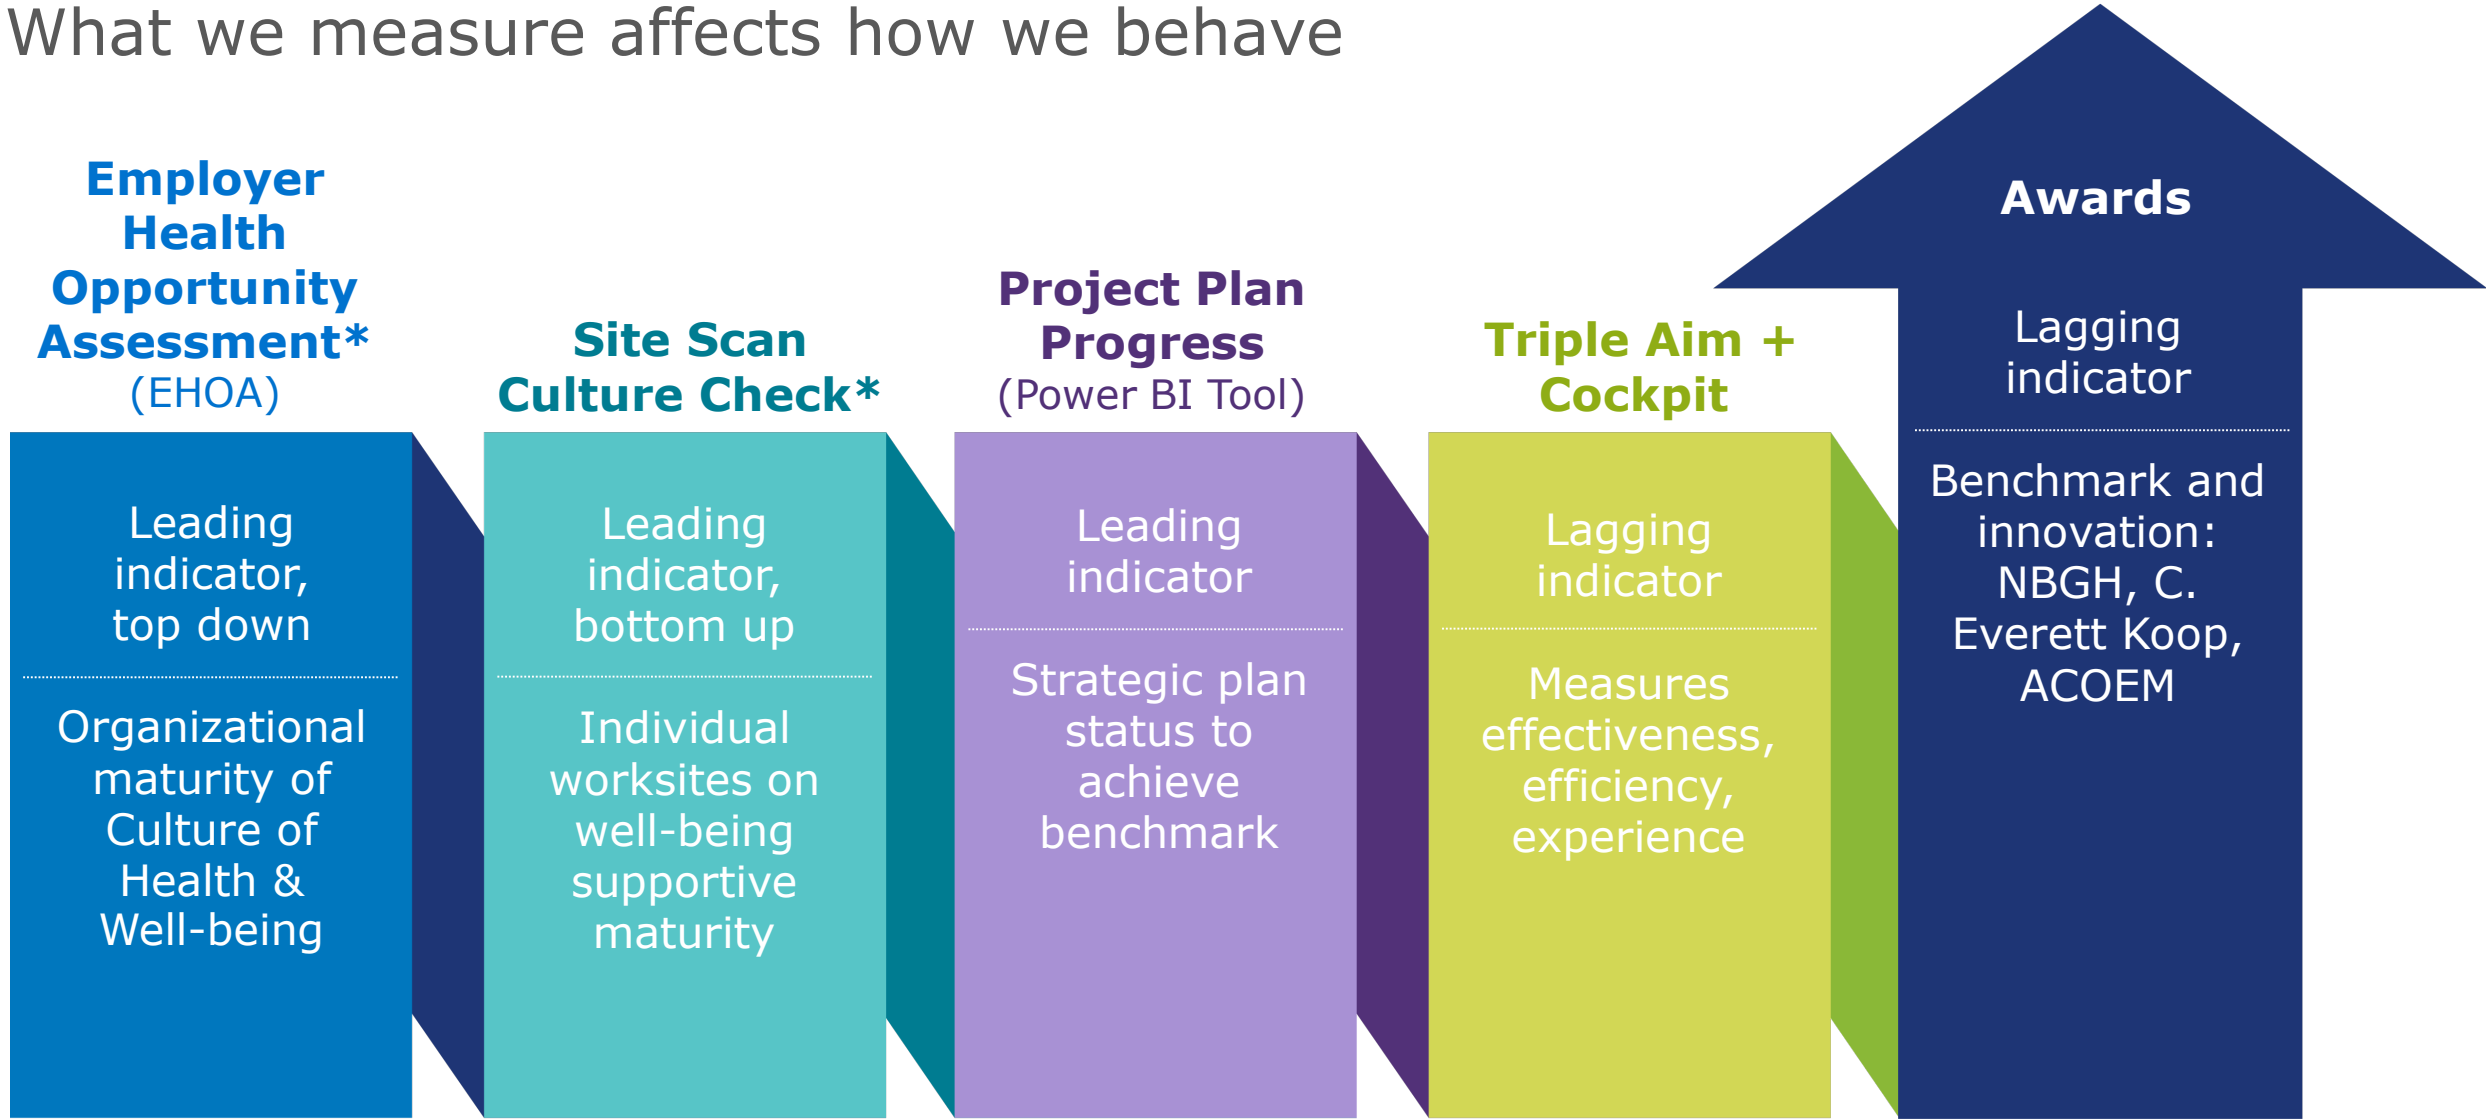 What we measure affects how we behave
Employer
Health
Opportunity
Assessment*
(EHOA)
Leading
indicator,
top down
Organizational
maturity of
Culture of
Health &
Well-being
Site Scan
Culture Check*
Leading
indicator,
bottom up
Individual
worksites on
well-being
supportive
maturity
Project Plan
Progress
(Power BI Tool)
Leading
indicator
Strategic plan
status to
achieve
benchmark
Triple Aim +
Cockpit
Lagging
indicator
Measures
effectiveness,
efficiency,
experience
Awards
Lagging
indicator
Benchmark and
innovation:
NBGH, C.
Everett Koop,
ACOEM